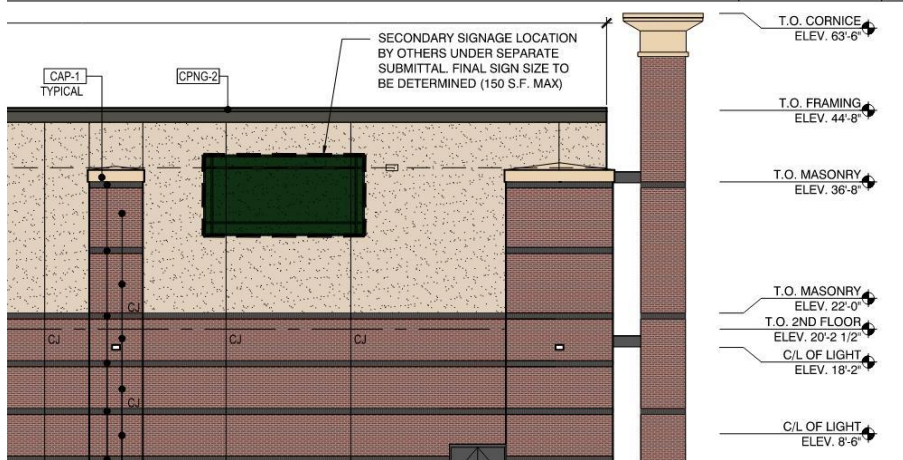 SECONDARY SIGNAGE LOCATION
BY OTHERS UNDER SEPARATE
SUBMITTAL. FINAL SIGN SIZE TO
BE DETERMINED (150 S.F. MAX)
CAP-1
TYPICAL
CPNG-2
T.O. CORNICE
ELEV. 63'-6"
T.O. FRAMING
ELEV. 44'-8"
T.O. MASONRY
ELEV. 36'-8"
T.O. MASONRY
ELEV. 22'-0"
T.O. 2ND FLOOR
ELEV. 20'-2 1/2"
C/L OF LIGHT
ELEV. 18'-2"
C/L OF LIGHT
ELEV. 8'-6"
CJ
CJ
CJ
CJ
CJ